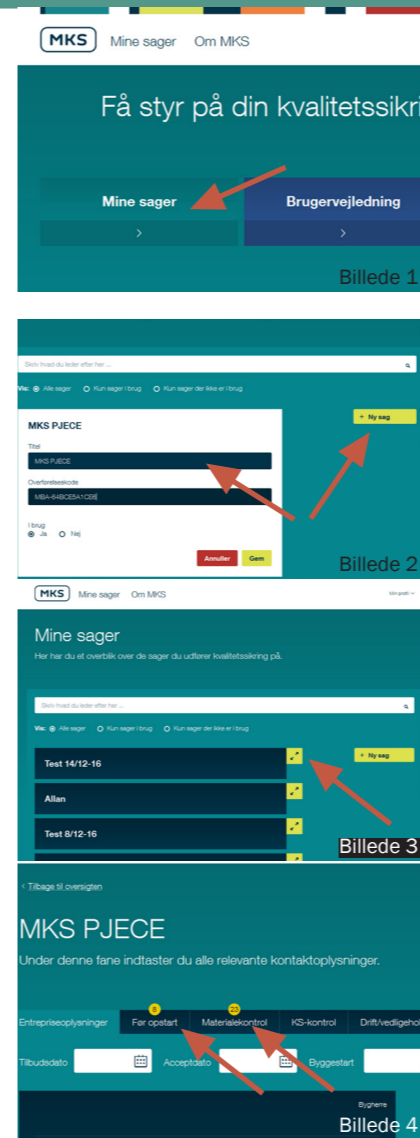 MKS Mine sager Om MKS
Få styr på din kvalitetssikri
Mine sager Brugervejledning
Billede 1
Skriv hvad du leder efter her ...
Vis: Alle sager Kun sager i brug Kun sager der ikke er i brug
MKS PJECE + Ny sag
Titel
MKS PJECE
Overførelseskode
MBA-64BCE5A1CB6
I brug
Ja Nej
Annuller Gem
Billede 2
MKS Mine sager Om MKS Min profil
Mine sager
Her har du et overblik over de sager du udfører kvalitetssikring på.
Skriv hvad du leder efter her ...
Vis: Alle sager Kun sager i brug Kun sager der ikke er i brug
Test 14/12-16 + Ny sag
Allan
Test 8/12-16
Billede 3
< Tilbage til oversigten
MKS PJECE
Under denne fane indtaster du alle relevante kontaktoplysninger.
8 23
Entrepriseoplysninger Før opstart Materialekontrol KS-kontrol Drift/vedligehol
Tilbudsdato Acceptdato Byggestart
Bygherre
Billede 4